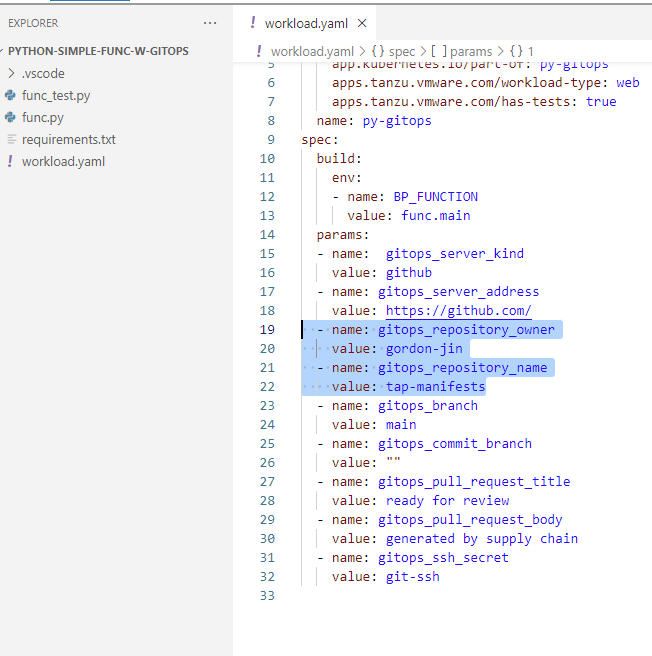 EXPLORER ···
PYTHON-SIMPLE-FUNC-W-GITOPS
.vscode
func_test.py
func.py
requirements.txt
! workload.yaml
! workload.yaml ×
! workload.yaml > {} spec > [ ] params > {} 1
5 app.kubernetes.io/part-of: py-gitops
6 apps.tanzu.vmware.com/workload-type: web
7 apps.tanzu.vmware.com/has-tests: true
8 name: py-gitops
9 spec:
10 build:
11 env:
12 - name: BP_FUNCTION
13 value: func.main
14 params:
15 - name:  gitops_server_kind
16 value: github
17 - name: gitops_server_address
18 value: https://github.com/
19 - name: gitops_repository_owner
20 value: gordon-jin
21 - name: gitops_repository_name
22 value: tap-manifests
23 - name: gitops_branch
24 value: main
25 - name: gitops_commit_branch
26 value: ""
27 - name: gitops_pull_request_title
28 value: ready for review
29 - name: gitops_pull_request_body
30 value: generated by supply chain
31 - name: gitops_ssh_secret
32 value: git-ssh
33